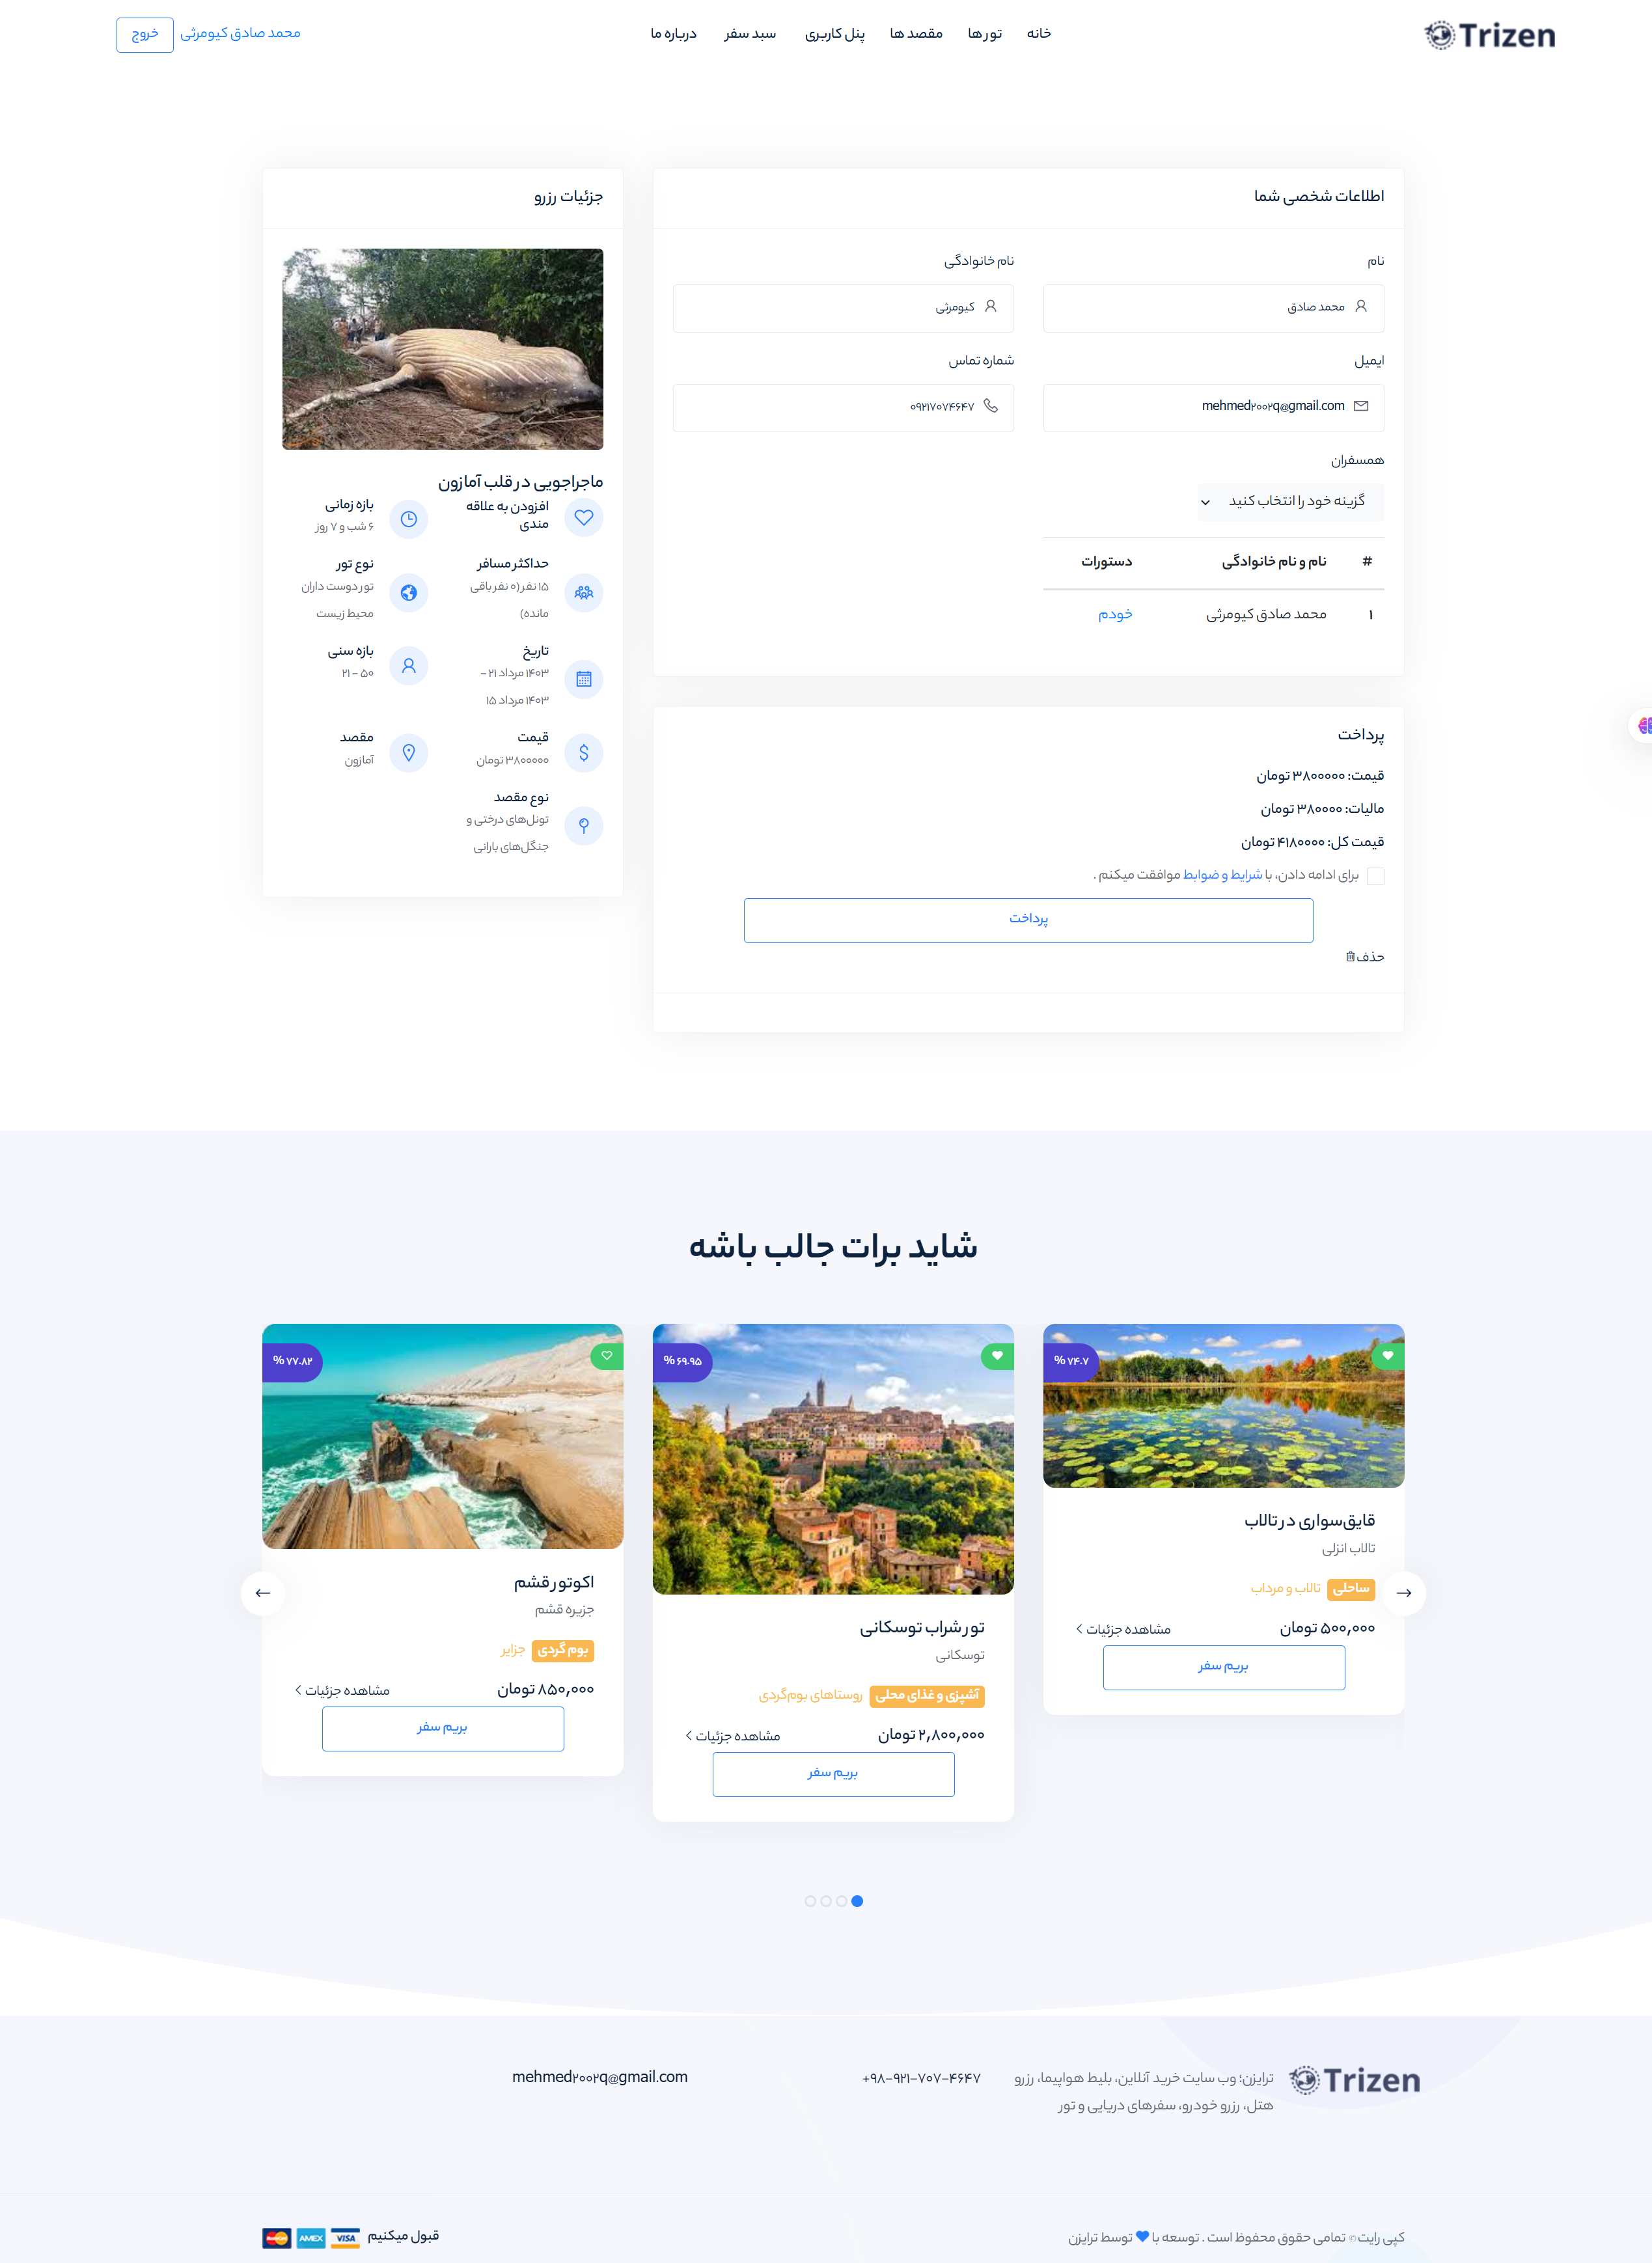 Trizen
خانه
تور ها
مقصد ها
پنل کاربری
سبد سفر
درباره ما
محمد صادق کیومرثی
خروج
اطلاعات شخصی شما
نام
نام خانوادگی
محمد صادق
کیومرثی
ایمیل
شماره تماس
mehmed۲۰۰۲q@gmail.com
۰۹۲۱۷۰۷۴۶۴۷
همسفران
گزینه خود را انتخاب کنید
# نام و نام خانوادگی دستورات
۱ محمد صادق کیومرثی خودم
پرداخت
قیمت: ۳۸۰۰۰۰۰ تومان
مالیات: ۳۸۰۰۰۰ تومان
قیمت کل: ۴۱۸۰۰۰۰ تومان
برای ادامه دادن، با شرایط و ضوابط موافقت میکنم .
پرداخت
حذف
جزئیات رزرو
ماجراجویی در قلب آمازون
افزودن به علاقه
مندی
بازه زمانی
۶ شب و ۷ روز
حداکثر مسافر
۱۵ نفر (۰ نفر باقی
مانده)
نوع تور
تور دوست داران
محیط زیست
تاریخ
۱۴۰۳ مرداد ۲۱ -
۱۴۰۳ مرداد ۱۵
بازه سنی
۵۰ - ۲۱
قیمت
۳۸۰۰۰۰۰ تومان
مقصد
آمازون
نوع مقصد
تونل‌های درختی و
جنگل‌های بارانی
شاید برات جالب باشه
% ۷۴.۷
قایق‌سواری در تالاب
تالاب انزلی
ساحلی تالاب و مرداب
۵۰۰,۰۰۰ تومان
مشاهده جزئیات
بریم سفر
% ۶۹.۹۵
تور شراب توسکانی
توسکانی
آشپزی و غذای محلی روستاهای بوم‌گردی
۲,۸۰۰,۰۰۰ تومان
مشاهده جزئیات
بریم سفر
% ۷۷.۸۲
اکوتور قشم
جزیره قشم
بوم گردی جزایر
۸۵۰,۰۰۰ تومان
مشاهده جزئیات
بریم سفر
Trizen
ترایزن؛ وب سایت خرید آنلاین، بلیط هواپیما، رزرو
هتل، رزرو خودرو، سفرهای دریایی و تور
+۹۸-۹۲۱-۷۰۷-۴۶۴۷
mehmed۲۰۰۲q@gmail.com
کپی رایت© تمامی حقوق محفوظ است . توسعه با توسط ترایزن
قبول میکنیم
VISA
AMEX